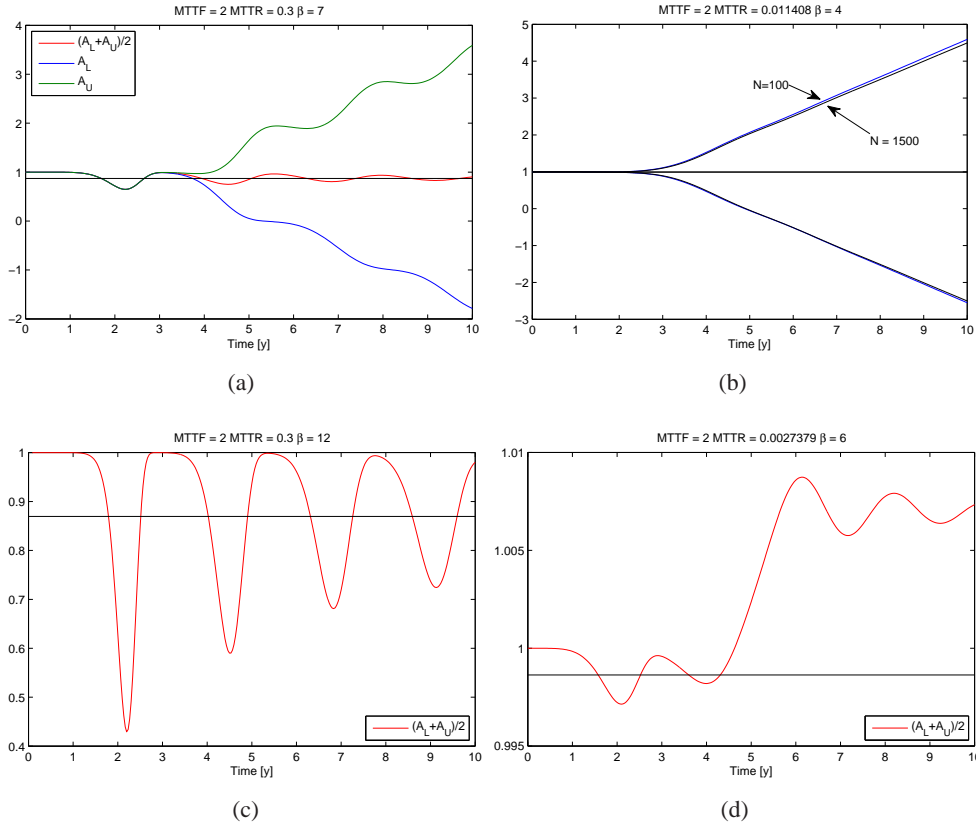 MTTF = 2 MTTR = 0.3 β = 7
4
3
2
1
0
−1
−2
(A_L+A_U)/2
A_L
A_U
0 1 2 3 4 5 6 7 8 9 10
Time [y]
(a)
MTTF = 2 MTTR = 0.011408 β = 4
5
4
3
2
1
0
−1
−2
−3
N=100
N = 1500
0 1 2 3 4 5 6 7 8 9 10
Time [y]
(b)
MTTF = 2 MTTR = 0.3 β = 12
1
0.9
0.8
0.7
0.6
0.5
0.4
(A_L+A_U)/2
0 1 2 3 4 5 6 7 8 9 10
Time [y]
(c)
MTTF = 2 MTTR = 0.0027379 β = 6
1.01
1.005
1
0.995
(A_L+A_U)/2
0 1 2 3 4 5 6 7 8 9 10
Time [y]
(d)